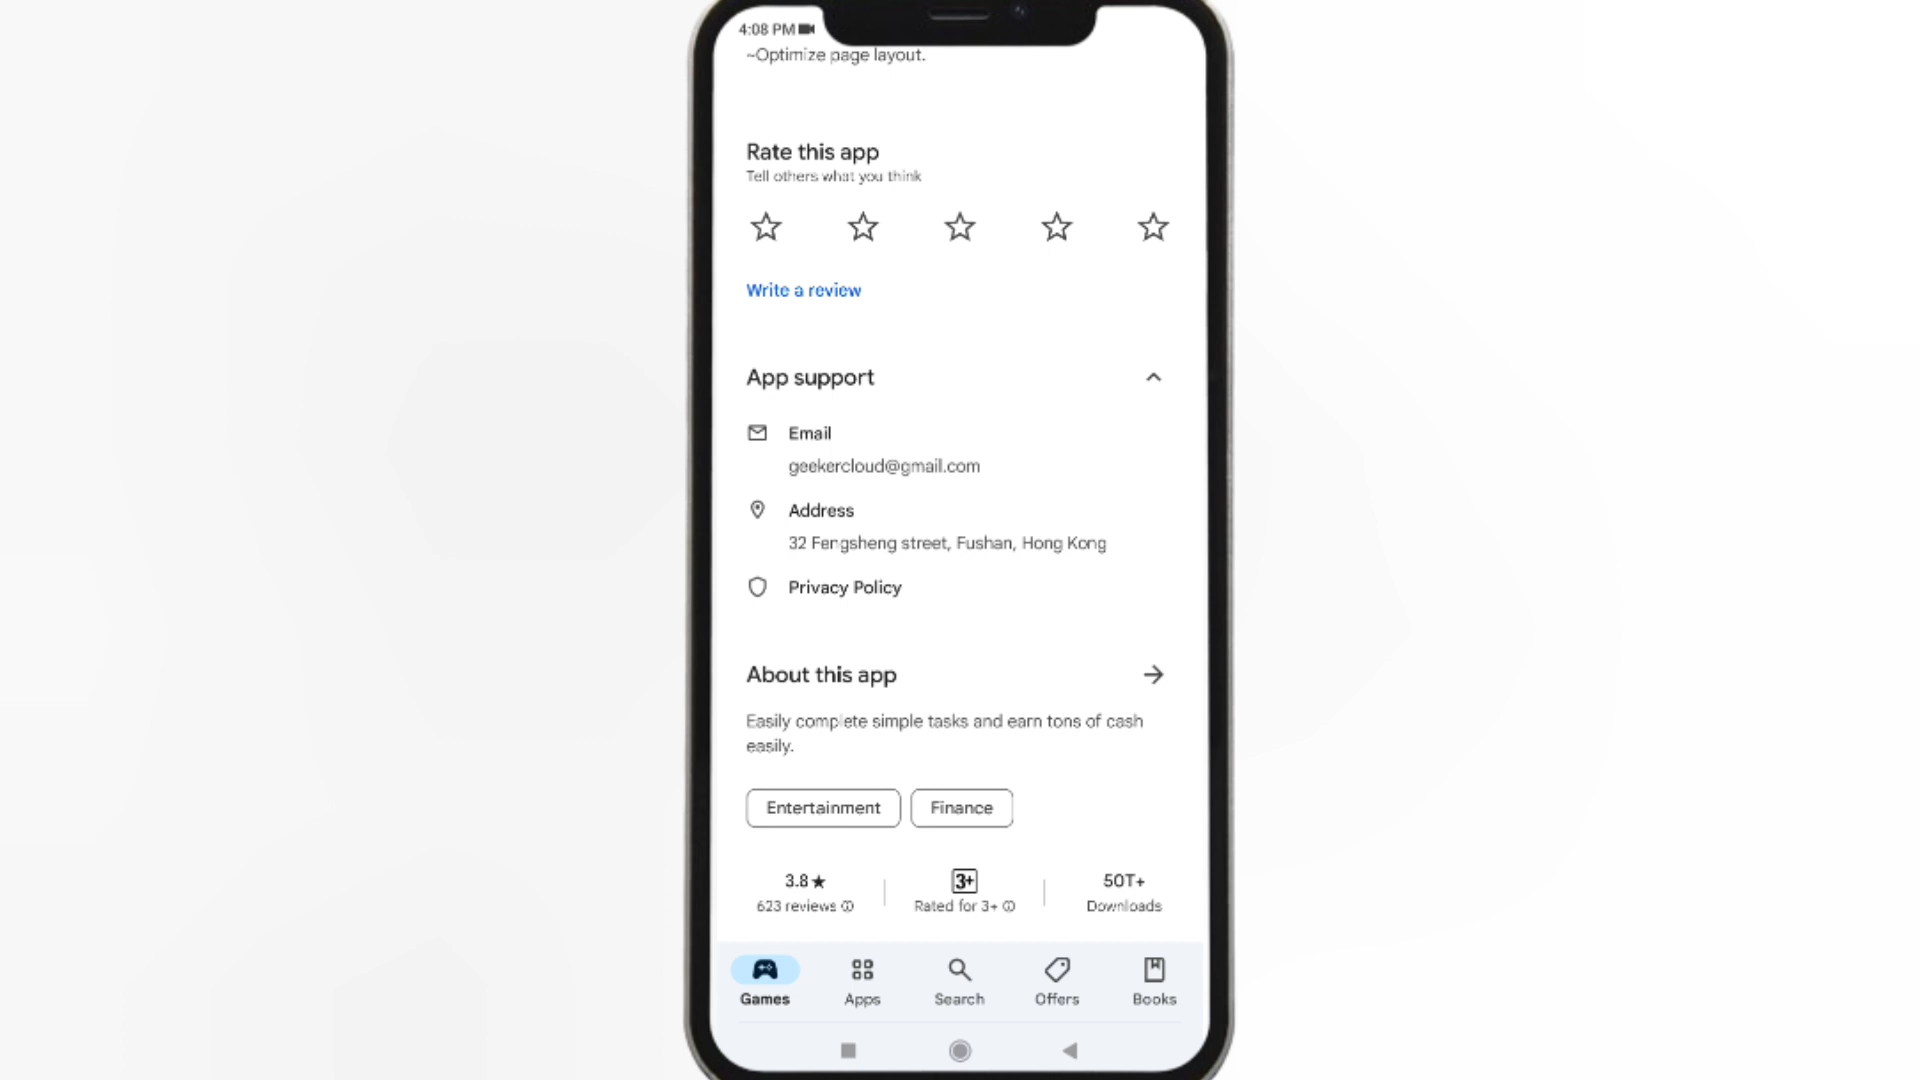 4:08 PM
~Optimize page layout.
Rate this app
Tell others what you think
Write a review
App support
Email
geekercloud@gmail.com
Address
32 Fengsheng street, Fushan, Hong Kong
Privacy Policy
About this app
Easily complete simple tasks and earn tons of cash
easily.
Entertainment
Finance
3.8★
3+
50T+
623 reviews
Rated for 3+
Downloads
Games
Apps
Search
Offers
Books